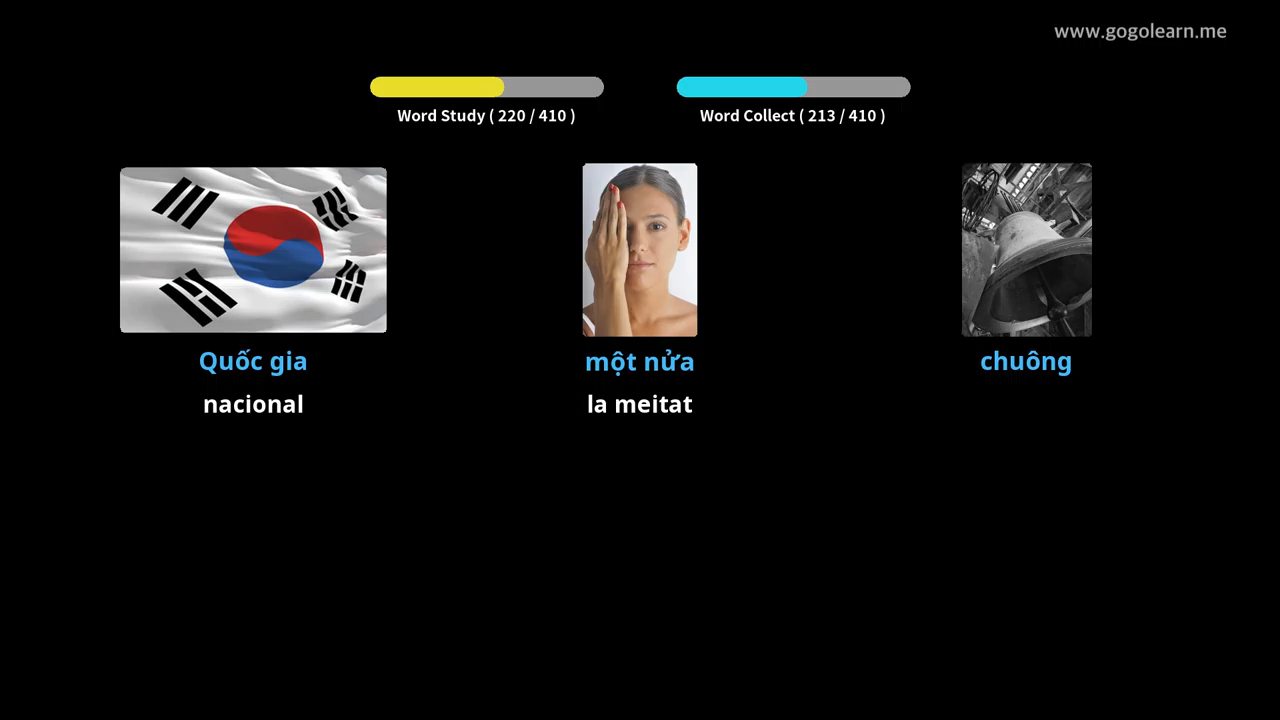 www.gogolearn.me
Word Study ( 220 / 410 )
Word Collect ( 213 / 410 )
Quốc gia
một nửa
chuông
nacional
la meitat